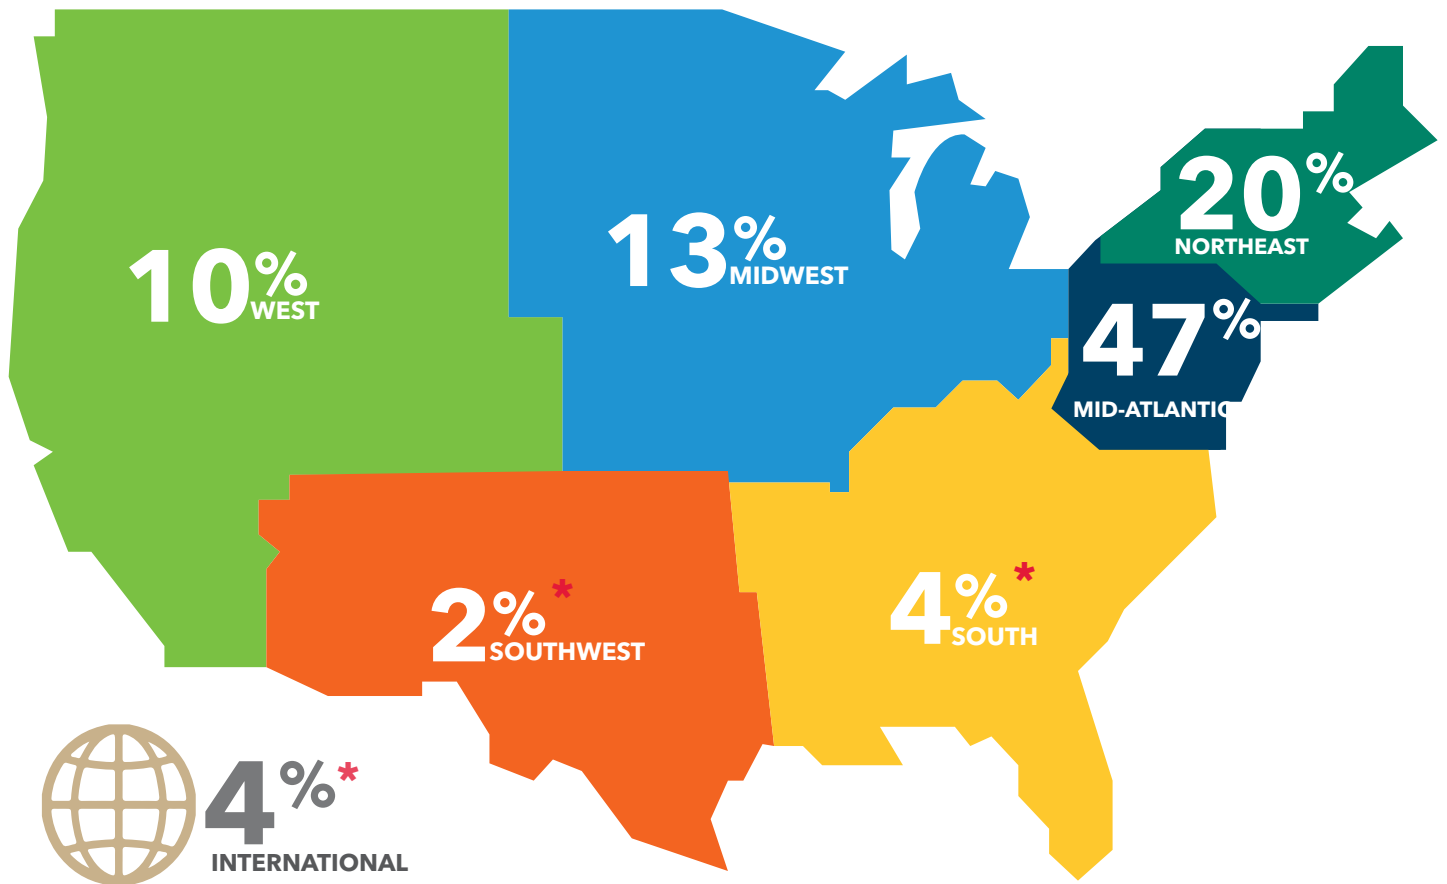 20%
NORTHEAST
13%
MIDWEST
10%
WEST
47%
MID-ATLANTIC
2%*
SOUTHWEST
4%*
SOUTH
4%*
INTERNATIONAL